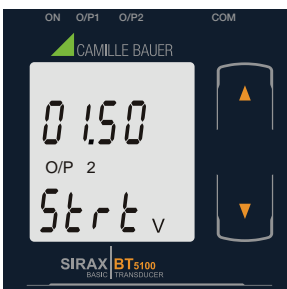 ON O/P1 O/P2 COM
CAMILLE BAUER
01.50
O/P 2
Strt V
SIRAX BT5100
BASIC TRANSDUCER